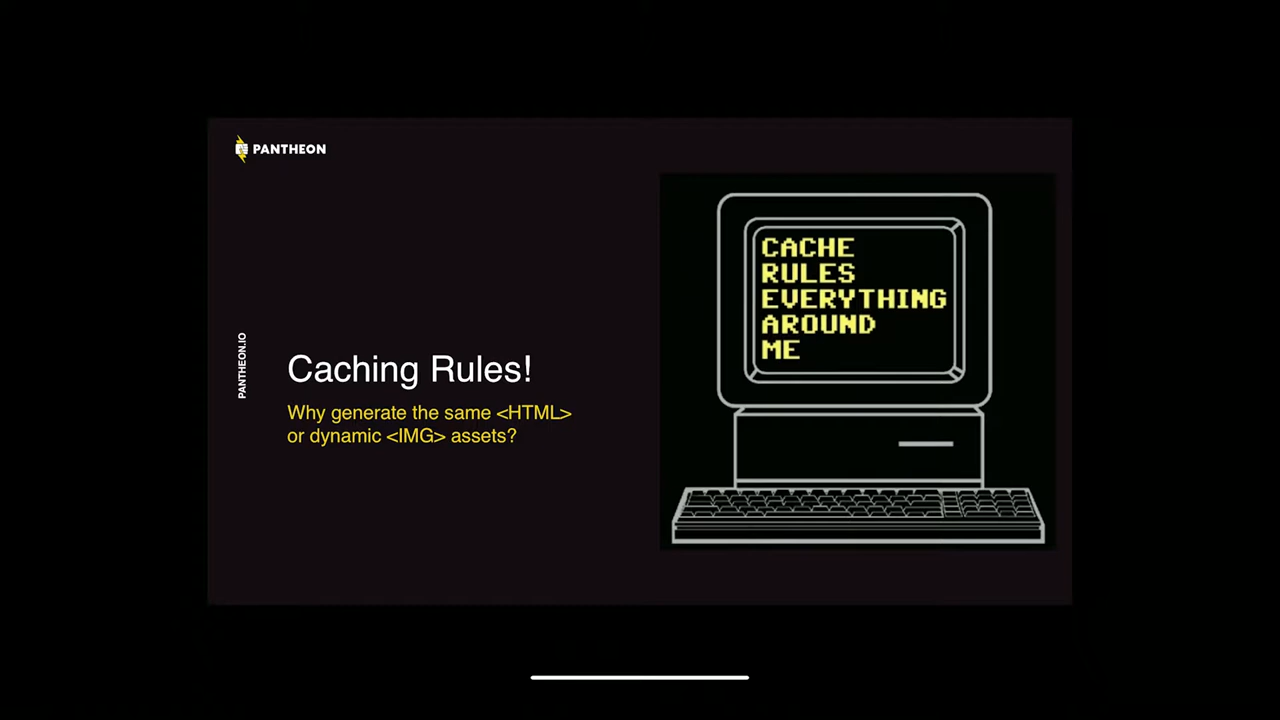 PANTHEON
PANTHEON.IO
Caching Rules!
Why generate the same <HTML>
or dynamic <IMG> assets?
CACHE
RULES
EVERYTHING
AROUND
ME